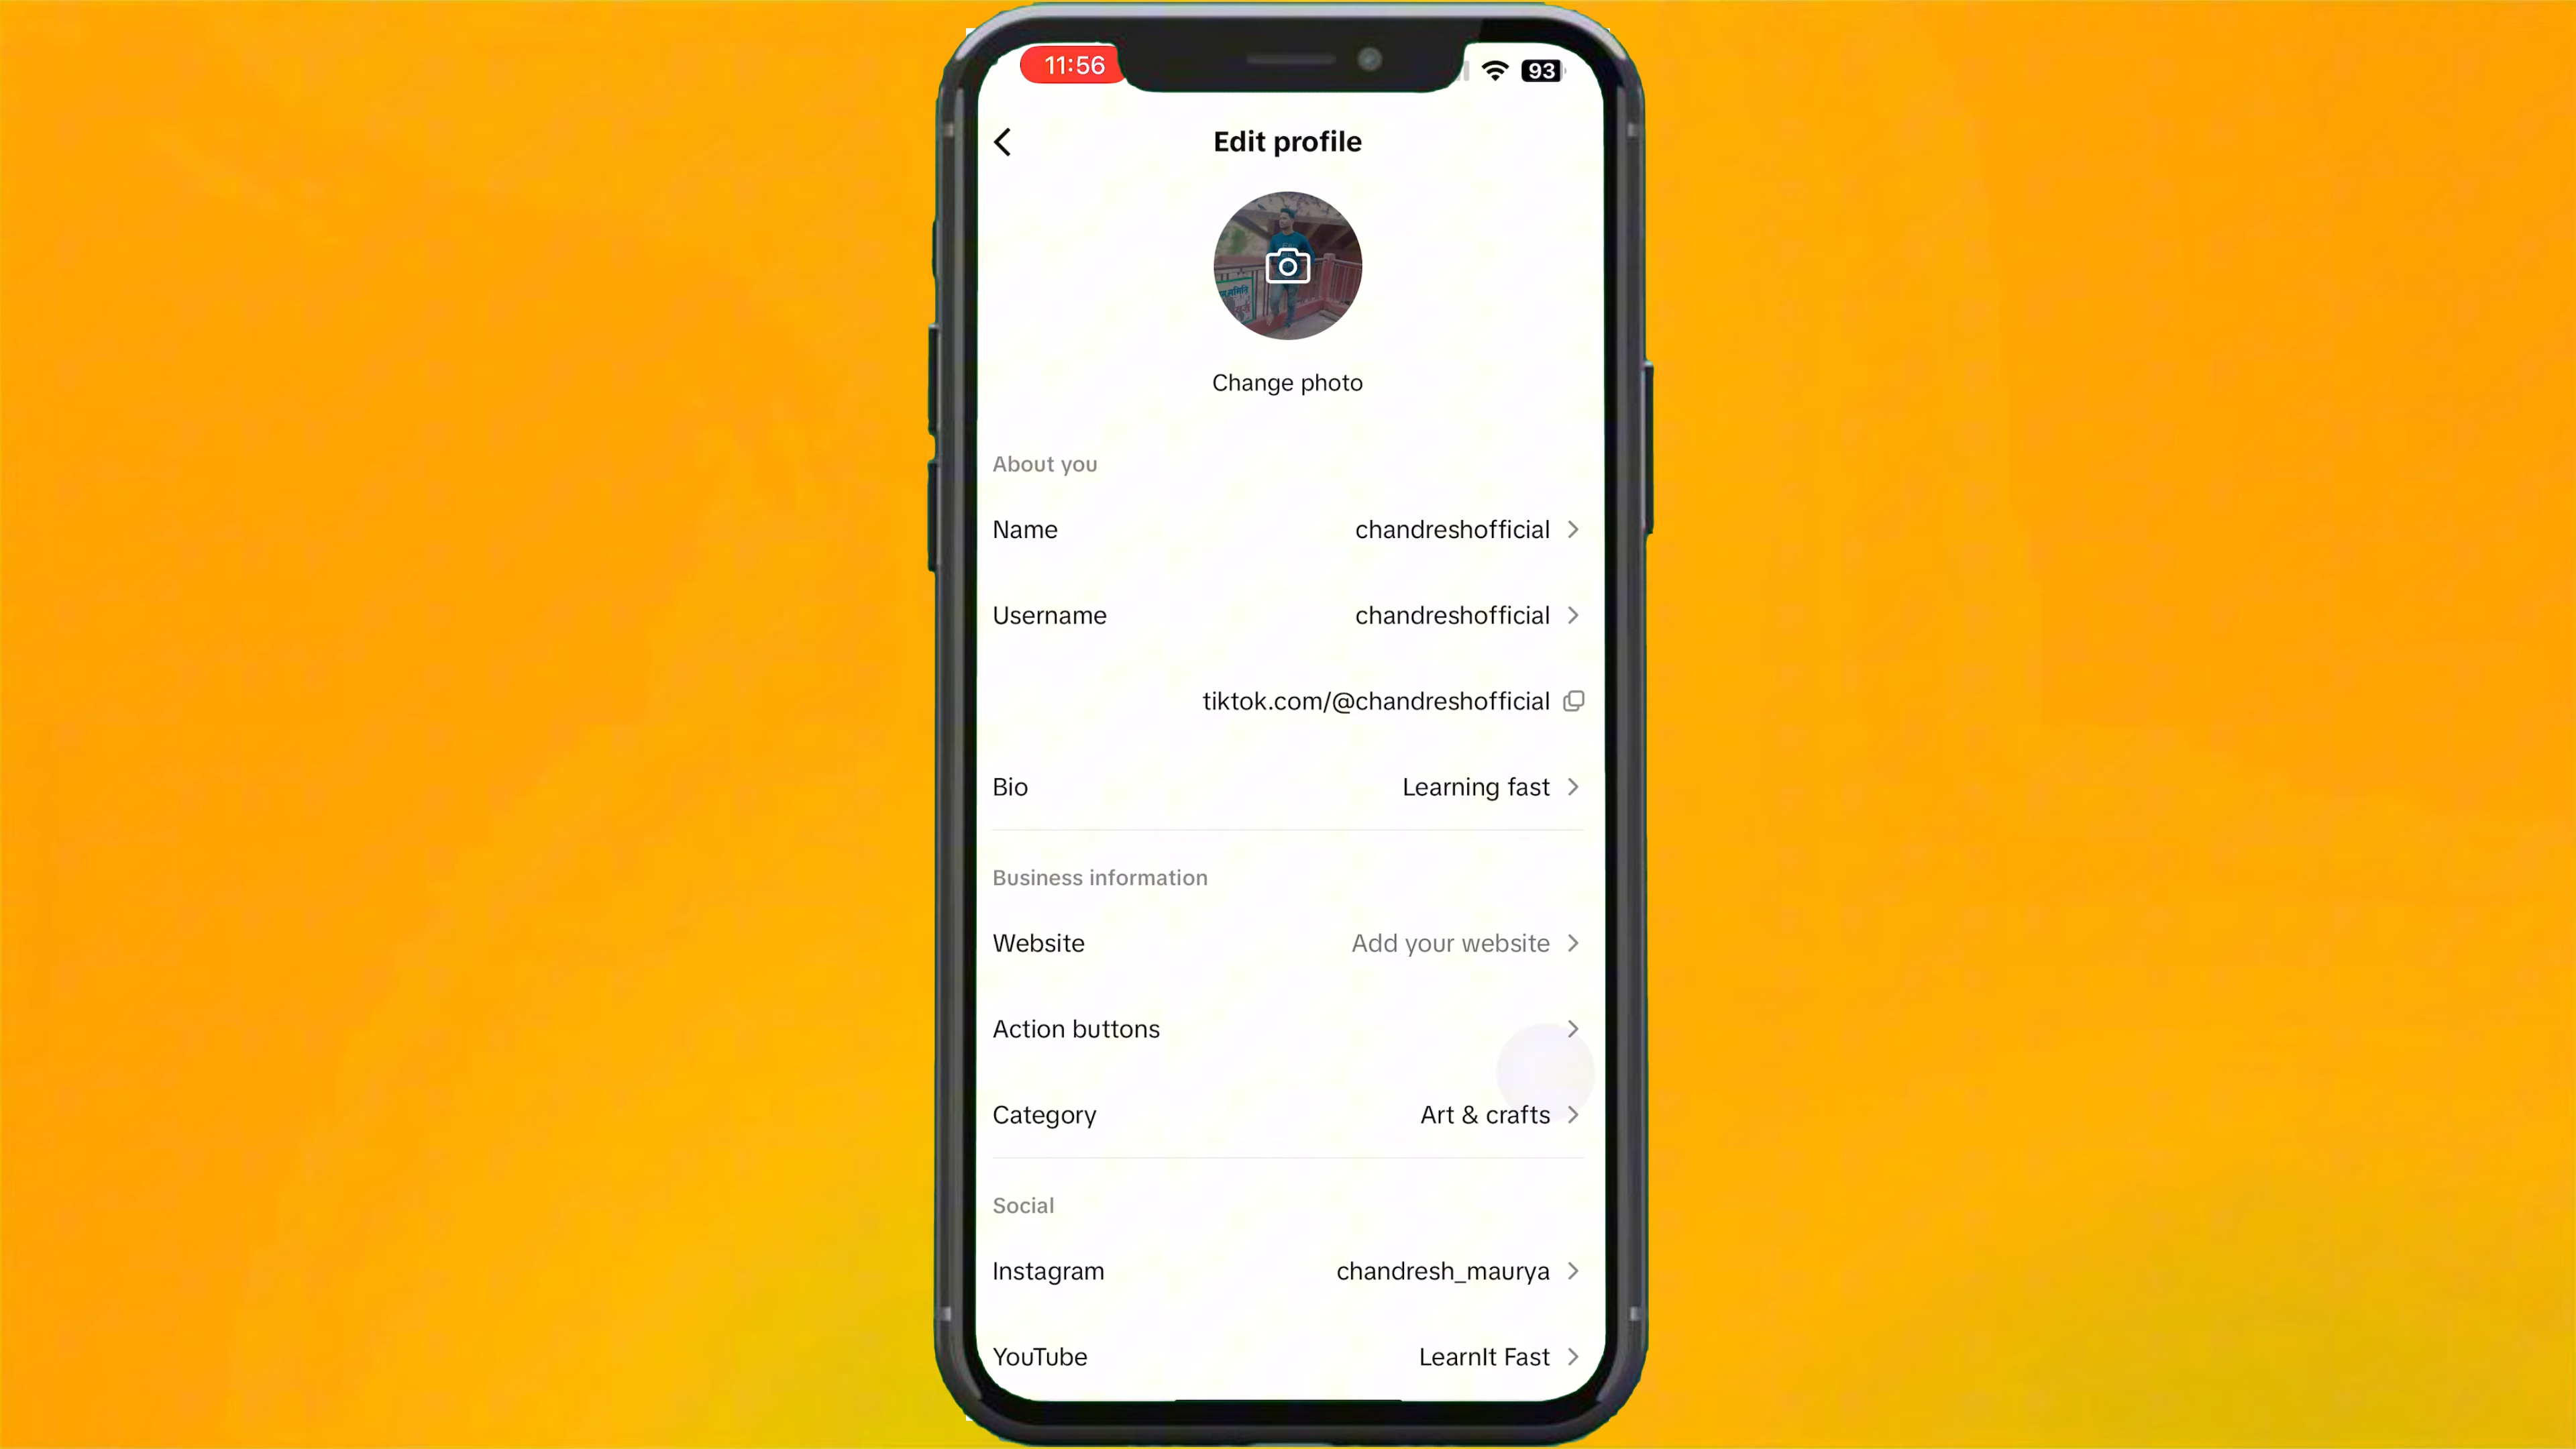 11:56
93
Edit profile
Change photo
About you
Name chandreshofficial
Username chandreshofficial
tiktok.com/@chandreshofficial
Bio Learning fast
Business information
Website Add your website
Action buttons
Category Art & crafts
Social
Instagram chandresh_maurya
YouTube LearnIt Fast